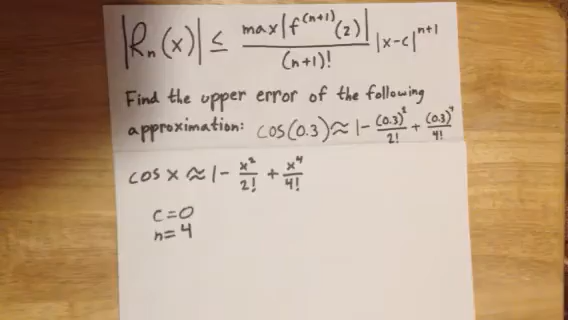 |Rn(x)| ≤ max|f^(n+1)(z)| / (n+1)! |x-c|^n+1
Find the upper error of the following
approximation: cos(0.3) ≈ 1 - (0.3)²/2! + (0.3)⁴/4!
cos x ≈ 1 - x²/2! + x⁴/4!
c=0
n=4